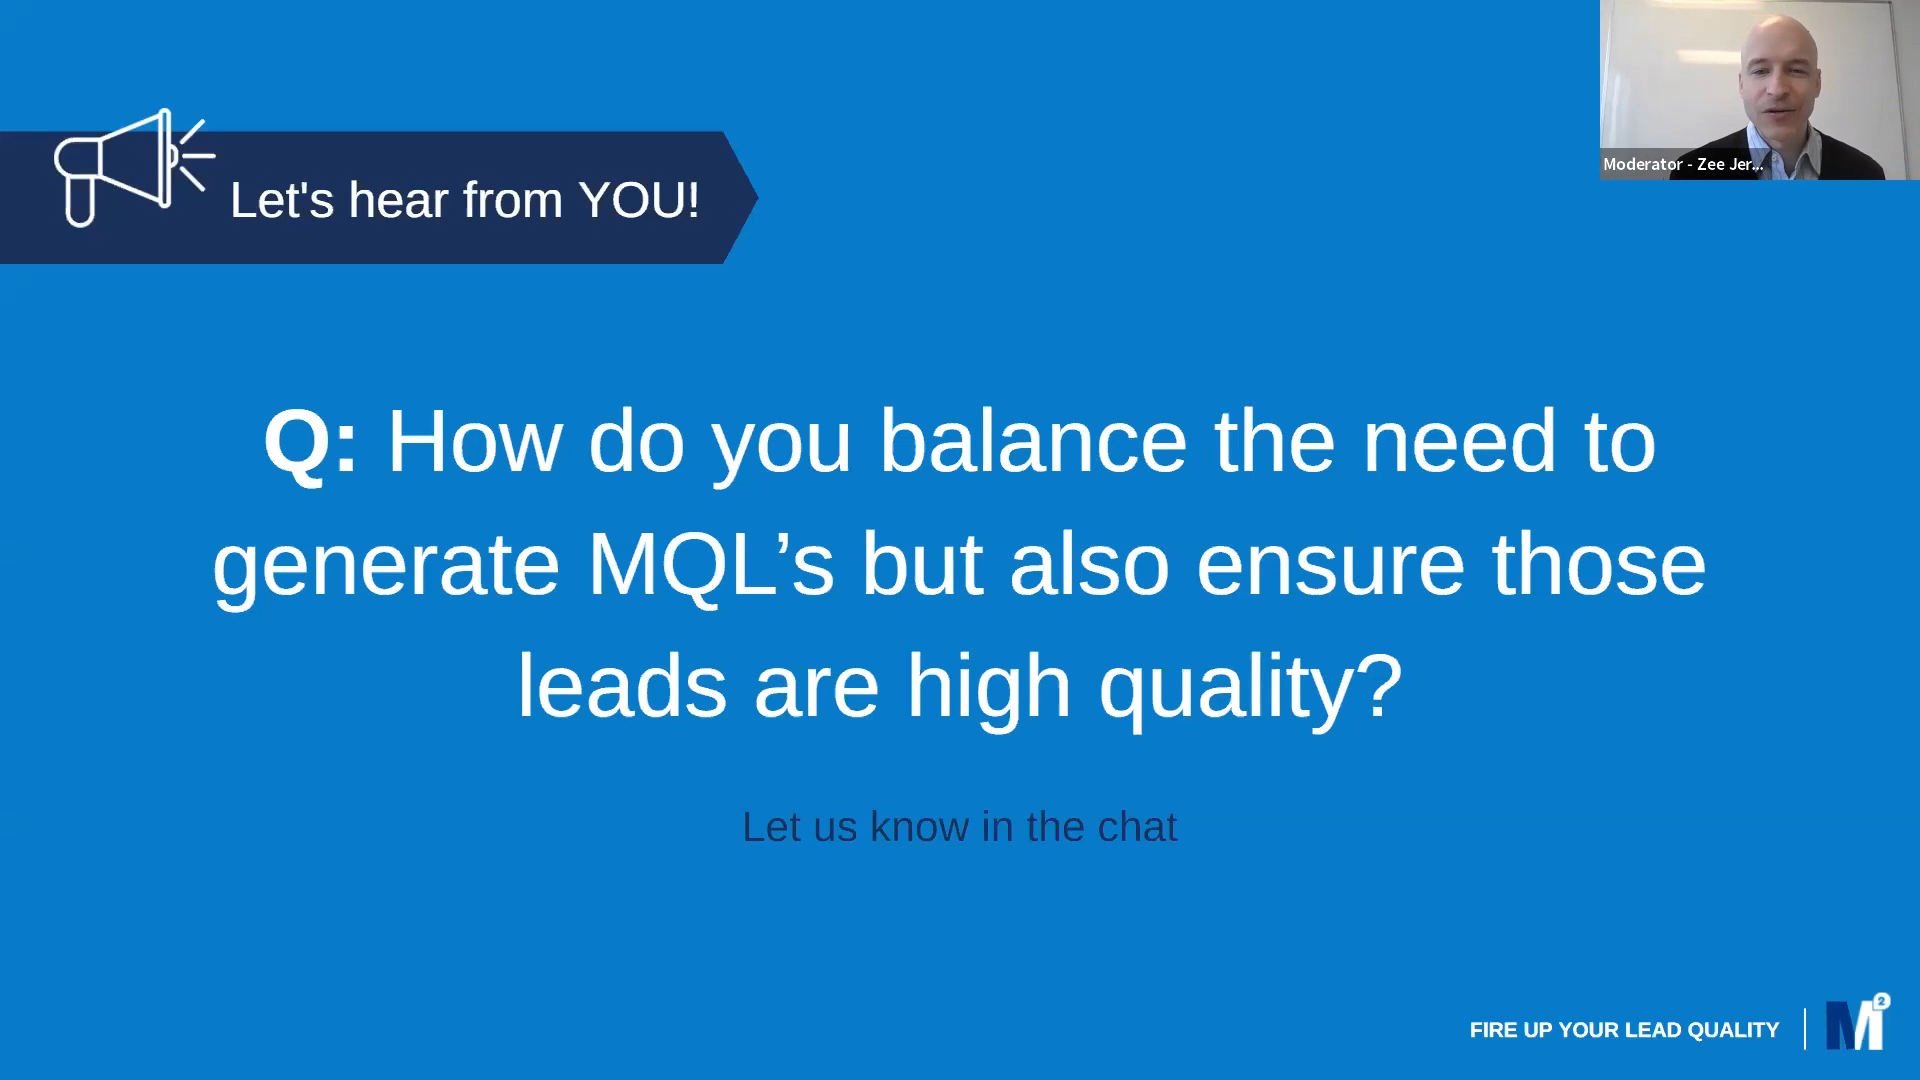 Moderator - Zee Jer...
Let's hear from YOU!
Q: How do you balance the need to
generate MQL’s but also ensure those
leads are high quality?
Let us know in the chat
FIRE UP YOUR LEAD QUALITY
M2